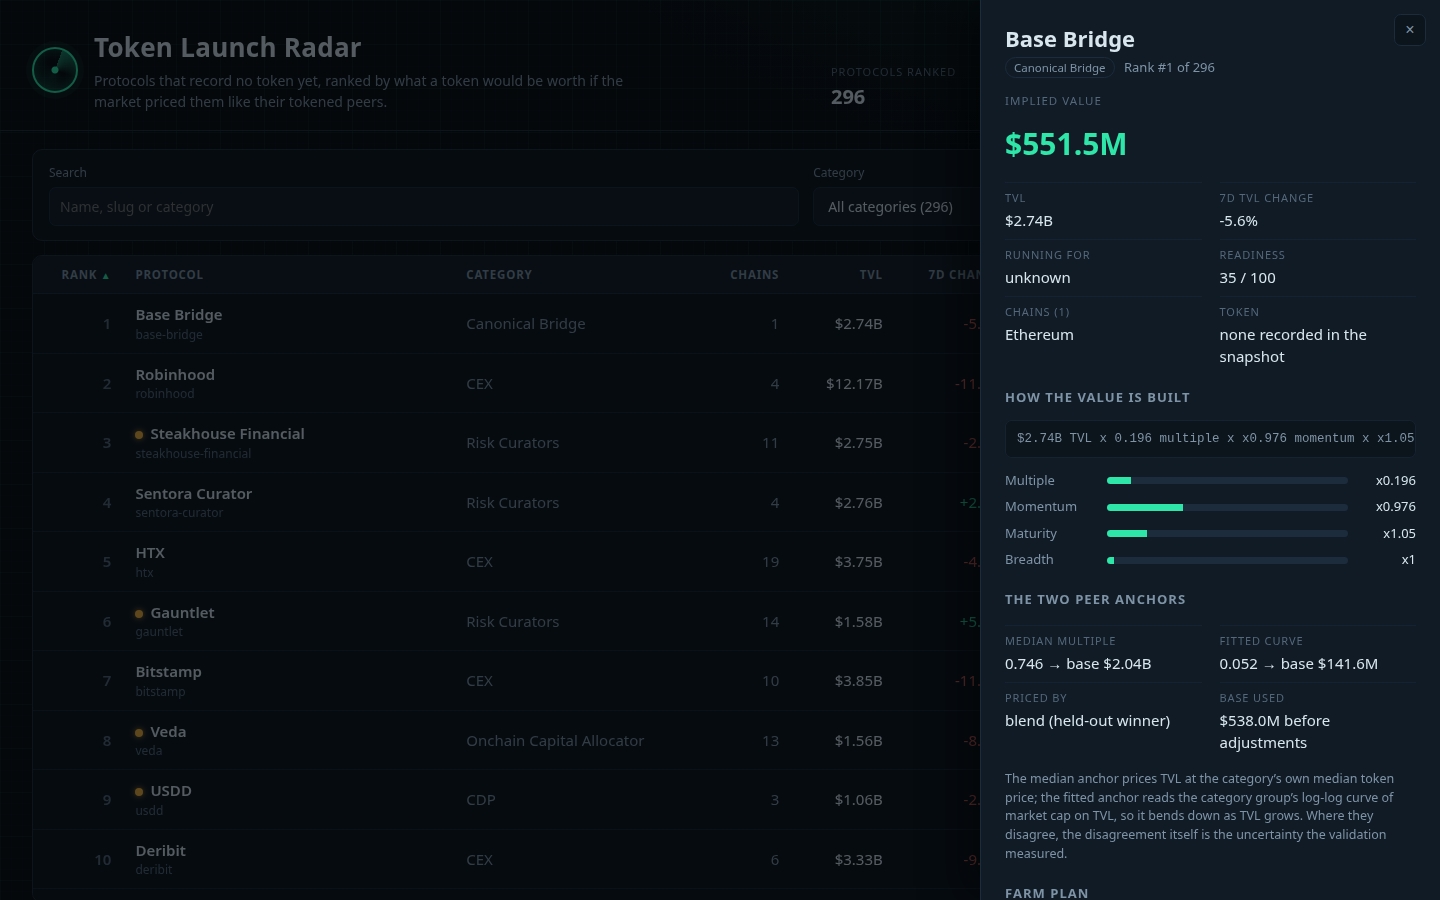 Token Launch Radar
Protocols that record no token yet, ranked by what a token would be worth if the
market priced them like their tokened peers.
PROTOCOLS RANKED
296
Search
Name, slug or category
Category
All categories (296)
RANK ▲ PROTOCOL CATEGORY CHAINS TVL 7D CHAN
1 Base Bridge Canonical Bridge 1 $2.74B -5.
base-bridge
2 Robinhood CEX 4 $12.17B -11.
robinhood
3 Steakhouse Financial Risk Curators 11 $2.75B -2.
steakhouse-financial
4 Sentora Curator Risk Curators 4 $2.76B +2.
sentora-curator
5 HTX CEX 19 $3.75B -4.
htx
6 Gauntlet Risk Curators 14 $1.58B +5.
gauntlet
7 Bitstamp CEX 10 $3.85B -11.
bitstamp
8 Veda Onchain Capital Allocator 13 $1.56B -8.
veda
9 USDD CDP 3 $1.06B -2.
usdd
10 Deribit CEX 6 $3.33B -9.
deribit
×
Base Bridge
Canonical Bridge Rank #1 of 296
IMPLIED VALUE
$551.5M
TVL 7D TVL CHANGE
$2.74B -5.6%
RUNNING FOR READINESS
unknown 35 / 100
CHAINS (1) TOKEN
Ethereum none recorded in the
snapshot
HOW THE VALUE IS BUILT
$2.74B TVL x 0.196 multiple x x0.976 momentum x x1.05
Multiple x0.196
Momentum x0.976
Maturity x1.05
Breadth x1
THE TWO PEER ANCHORS
MEDIAN MULTIPLE FITTED CURVE
0.746 → base $2.04B 0.052 → base $141.6M
PRICED BY BASE USED
blend (held-out winner) $538.0M before
adjustments
The median anchor prices TVL at the category's own median token
price; the fitted anchor reads the category group's log-log curve of
market cap on TVL, so it bends down as TVL grows. Where they
disagree, the disagreement itself is the uncertainty the validation
measured.
FARM PLAN